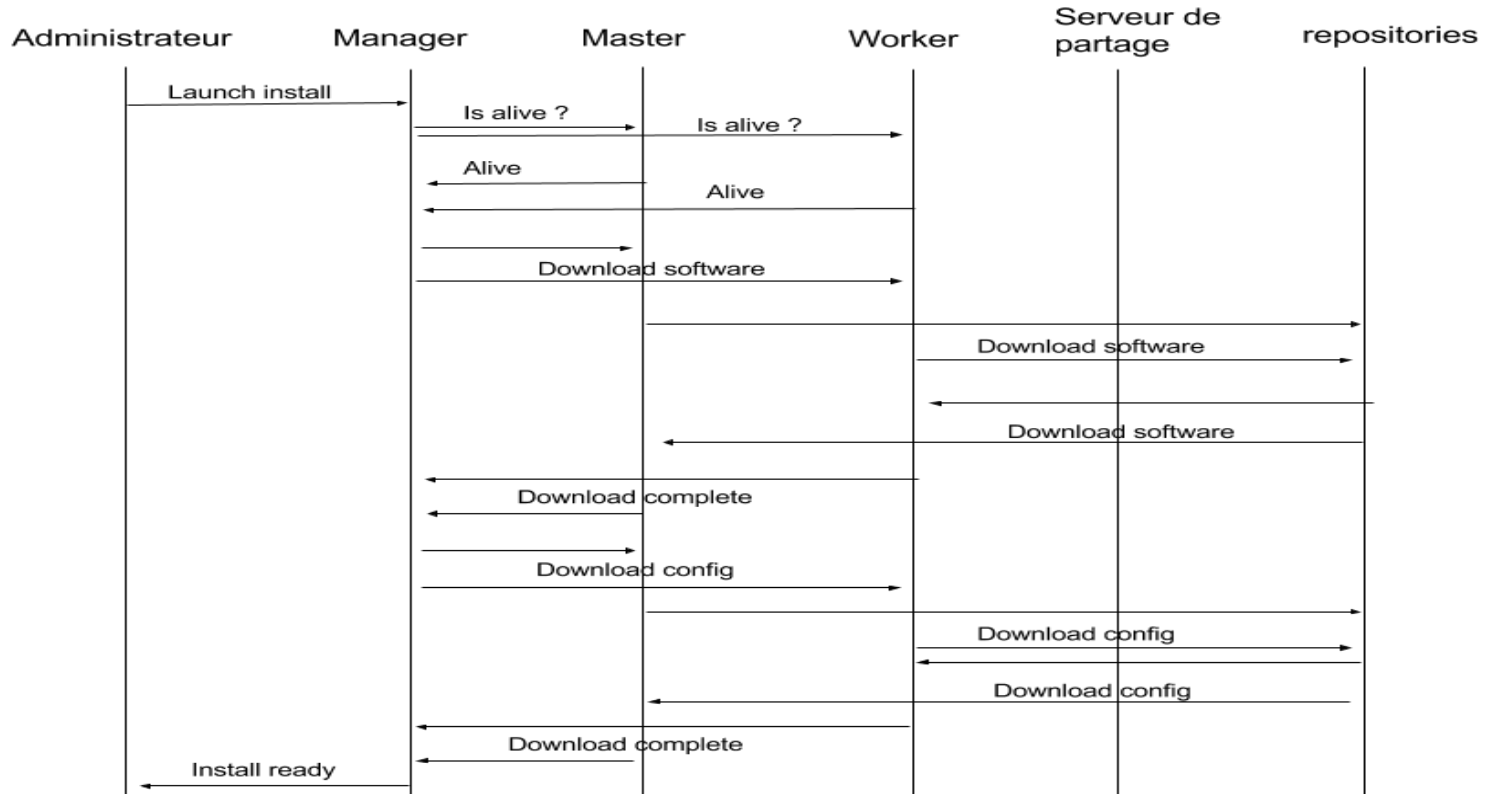 Administrateur
Manager
Master
Worker
Serveur de
partage
repositories
Launch install
Is alive ?
Is alive ?
Alive
Alive
Download software
Download software
Download software
Download complete
Download config
Download config
Download config
Download complete
Install ready